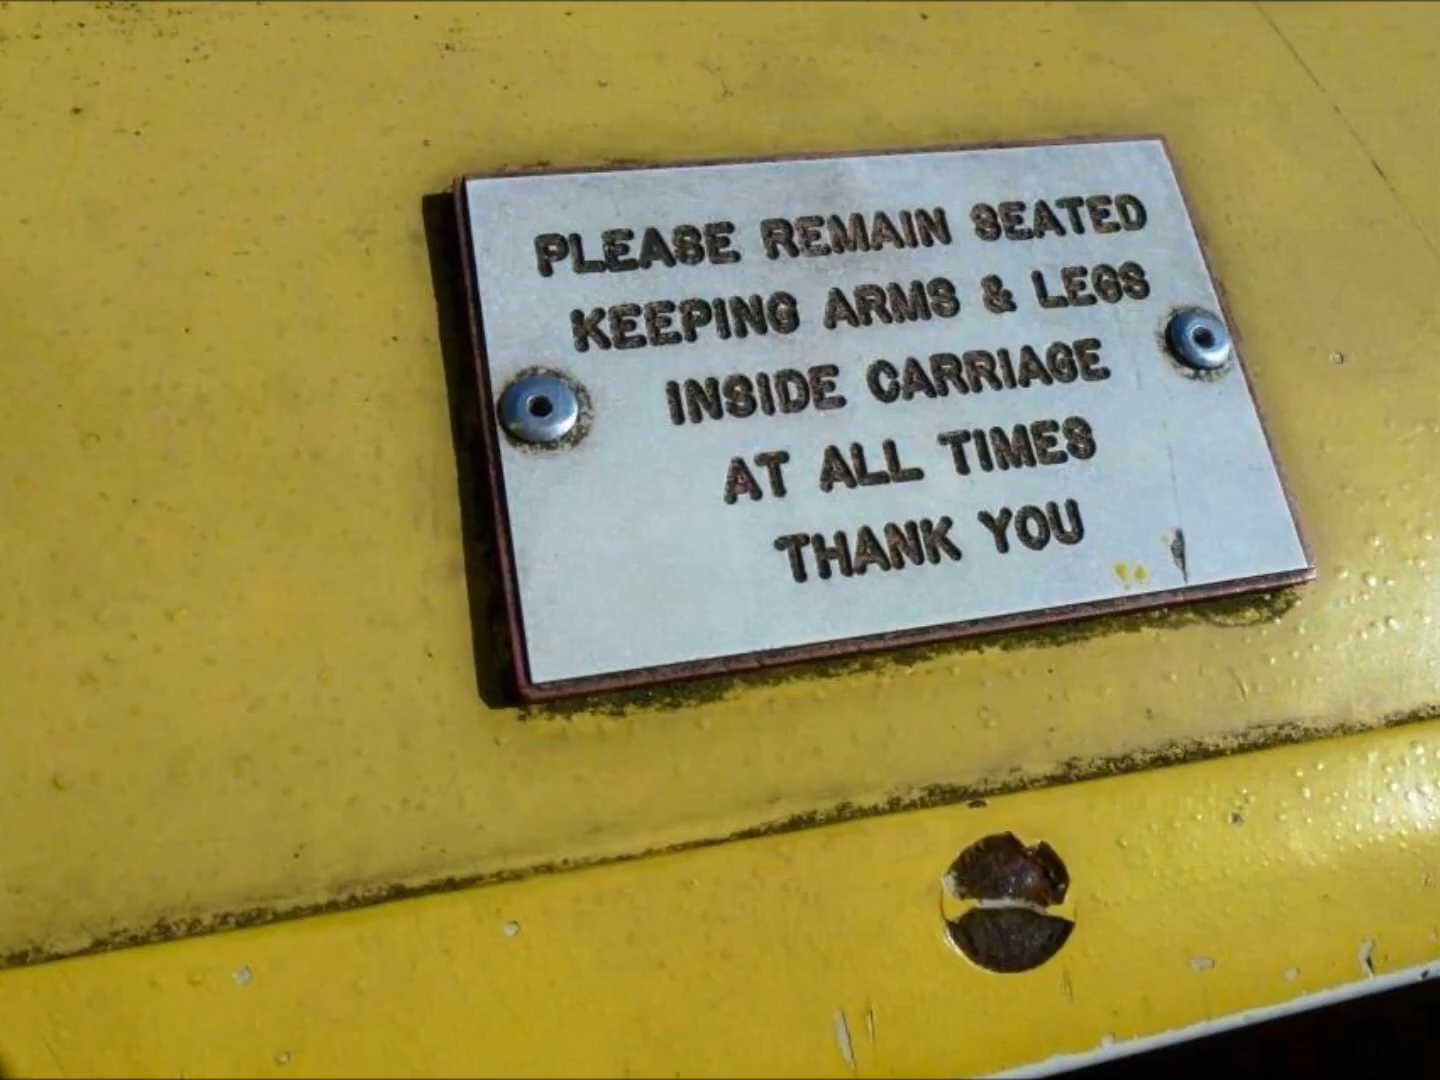 PLEASE REMAIN SEATED
KEEPING ARMS & LEGS
INSIDE CARRIAGE
AT ALL TIMES
THANK YOU